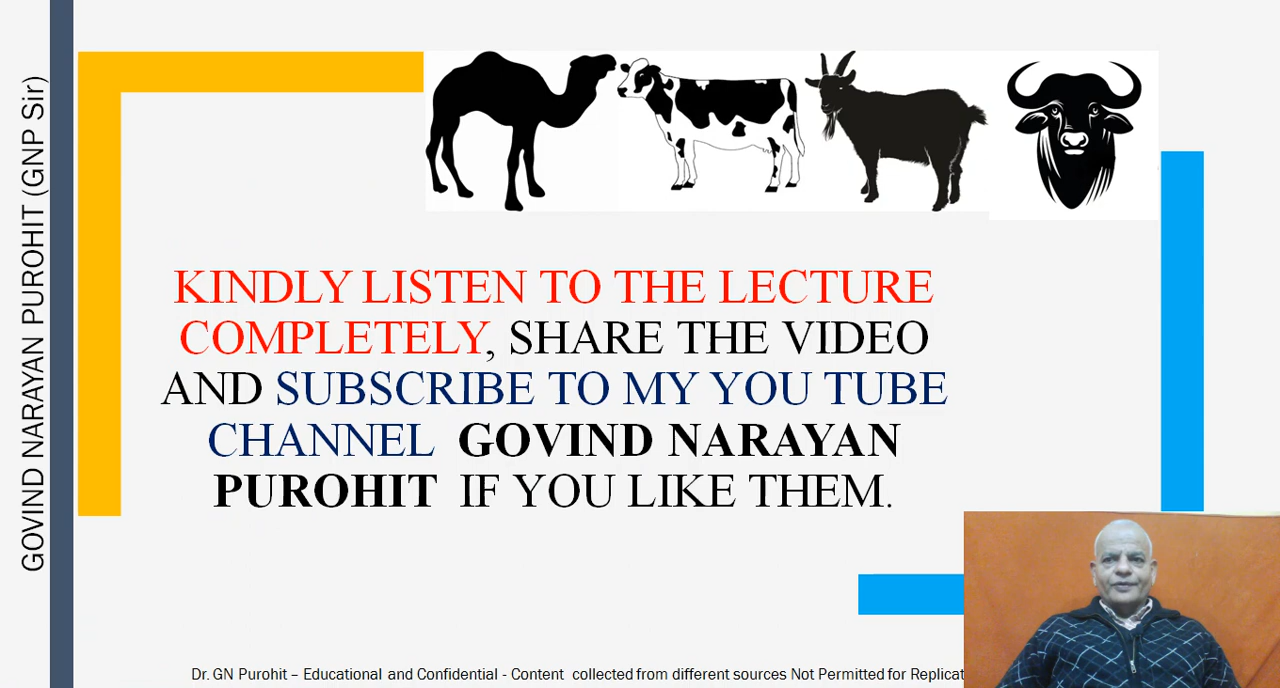 GOVIND NARAYAN PUROHIT (GNP Sir)
KINDLY LISTEN TO THE LECTURE
COMPLETELY, SHARE THE VIDEO
AND SUBSCRIBE TO MY YOU TUBE
CHANNEL GOVIND NARAYAN
PUROHIT IF YOU LIKE THEM.
Dr. GN Purohit – Educational and Confidential - Content collected from different sources Not Permitted for Replicat